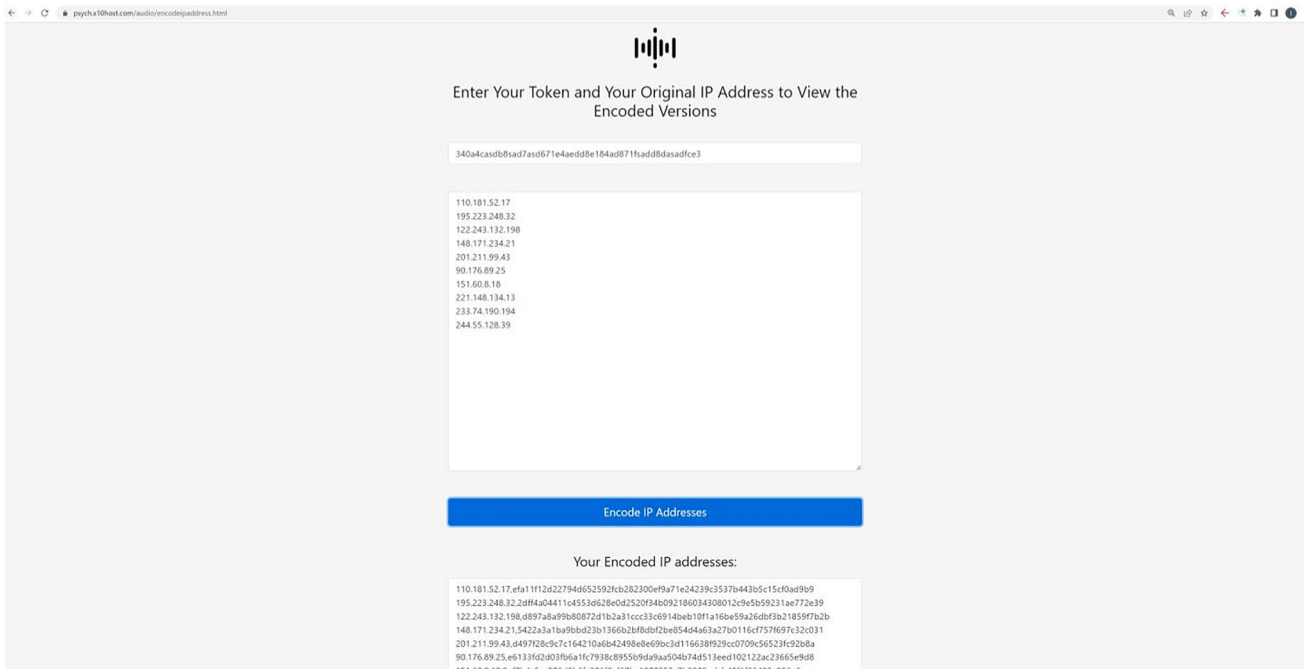 psych.x10host.com/audio/encodeipaddress.html
Enter Your Token and Your Original IP Address to View the
Encoded Versions
340a4casdb8sad7asd671e4aedd8e184ad871fsadd8dasadfce3
110.181.52.17
195.223.248.32
122.243.132.198
148.171.234.21
201.211.99.43
90.176.89.25
151.60.8.18
221.148.134.13
233.74.190.194
244.55.128.39
Encode IP Addresses
Your Encoded IP addresses:
110.181.52.17,efa11f12d22794d652592fcb282300ef9a71e24239c3537b443b5c15cf0ad9b9
195.223.248.32,2dff4a04411c4553d628e0d2520f34b092186034308012c9e5b59231ae772e39
122.243.132.198,d897a8a99b80872d1b2a31ccc33c6914beb10f1a16be59a26dbf3b21859f7b2b
148.171.234.21,5422a3a1ba9bbd23b1366b2bf8dbf2be854d4a63a27b0116cf757f697c32c031
201.211.99.43,d497f28c9c7c164210a6b42498e8e69bc3d116638f929cc0709c56523fc92b8a
90.176.89.25,e6133fd2d03fb6a1fc7938c8955b9da9aa504b74d513eed102122ac23665e9d8